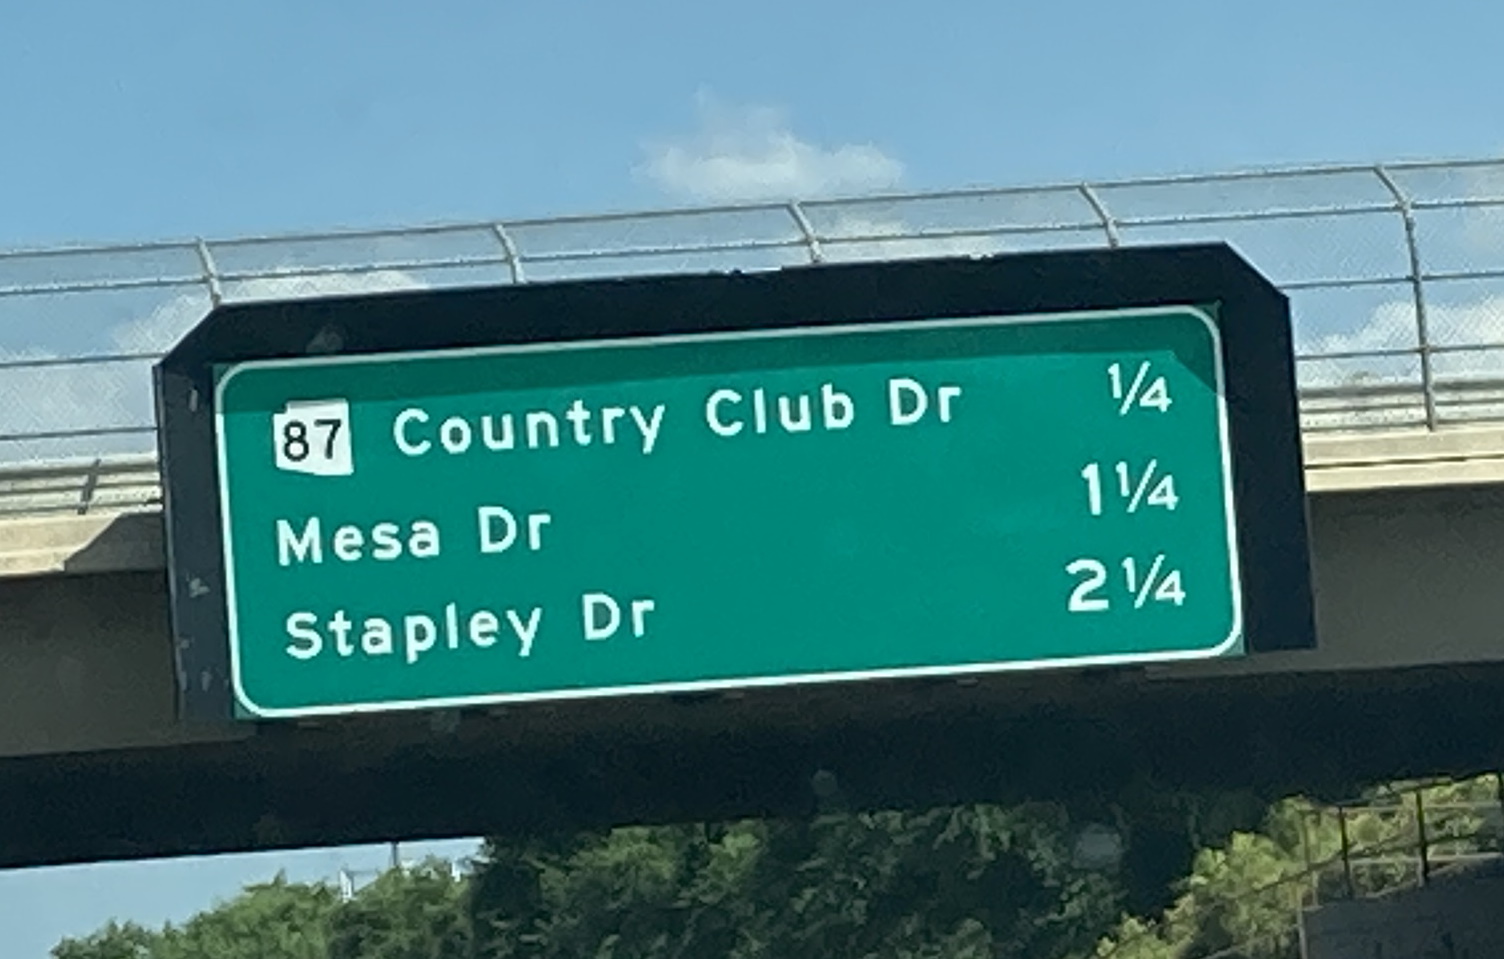 87 Country Club Dr 1/4
Mesa Dr 1 1/4
Stapley Dr 2 1/4